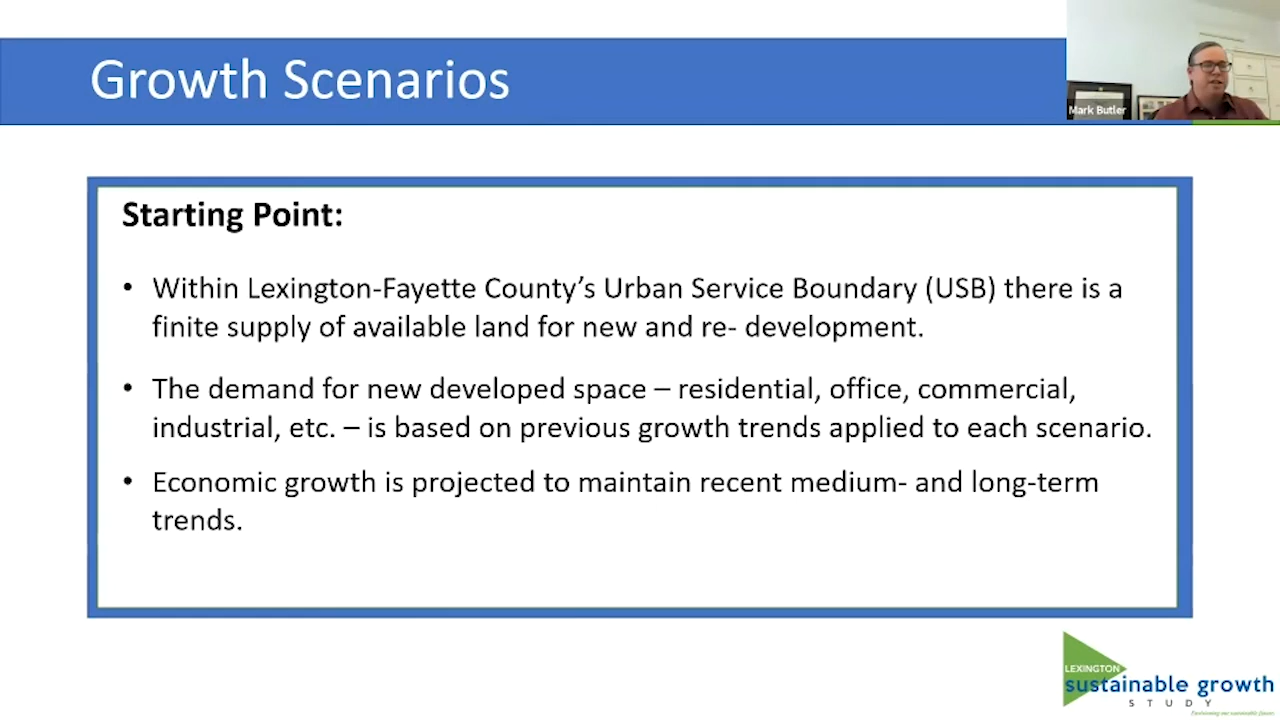 Growth Scenarios
Mark Butler
Starting Point:
• Within Lexington-Fayette County’s Urban Service Boundary (USB) there is a
finite supply of available land for new and re- development.
• The demand for new developed space – residential, office, commercial,
industrial, etc. – is based on previous growth trends applied to each scenario.
• Economic growth is projected to maintain recent medium- and long-term
trends.
LEXINGTON
sustainable growth
STUDY